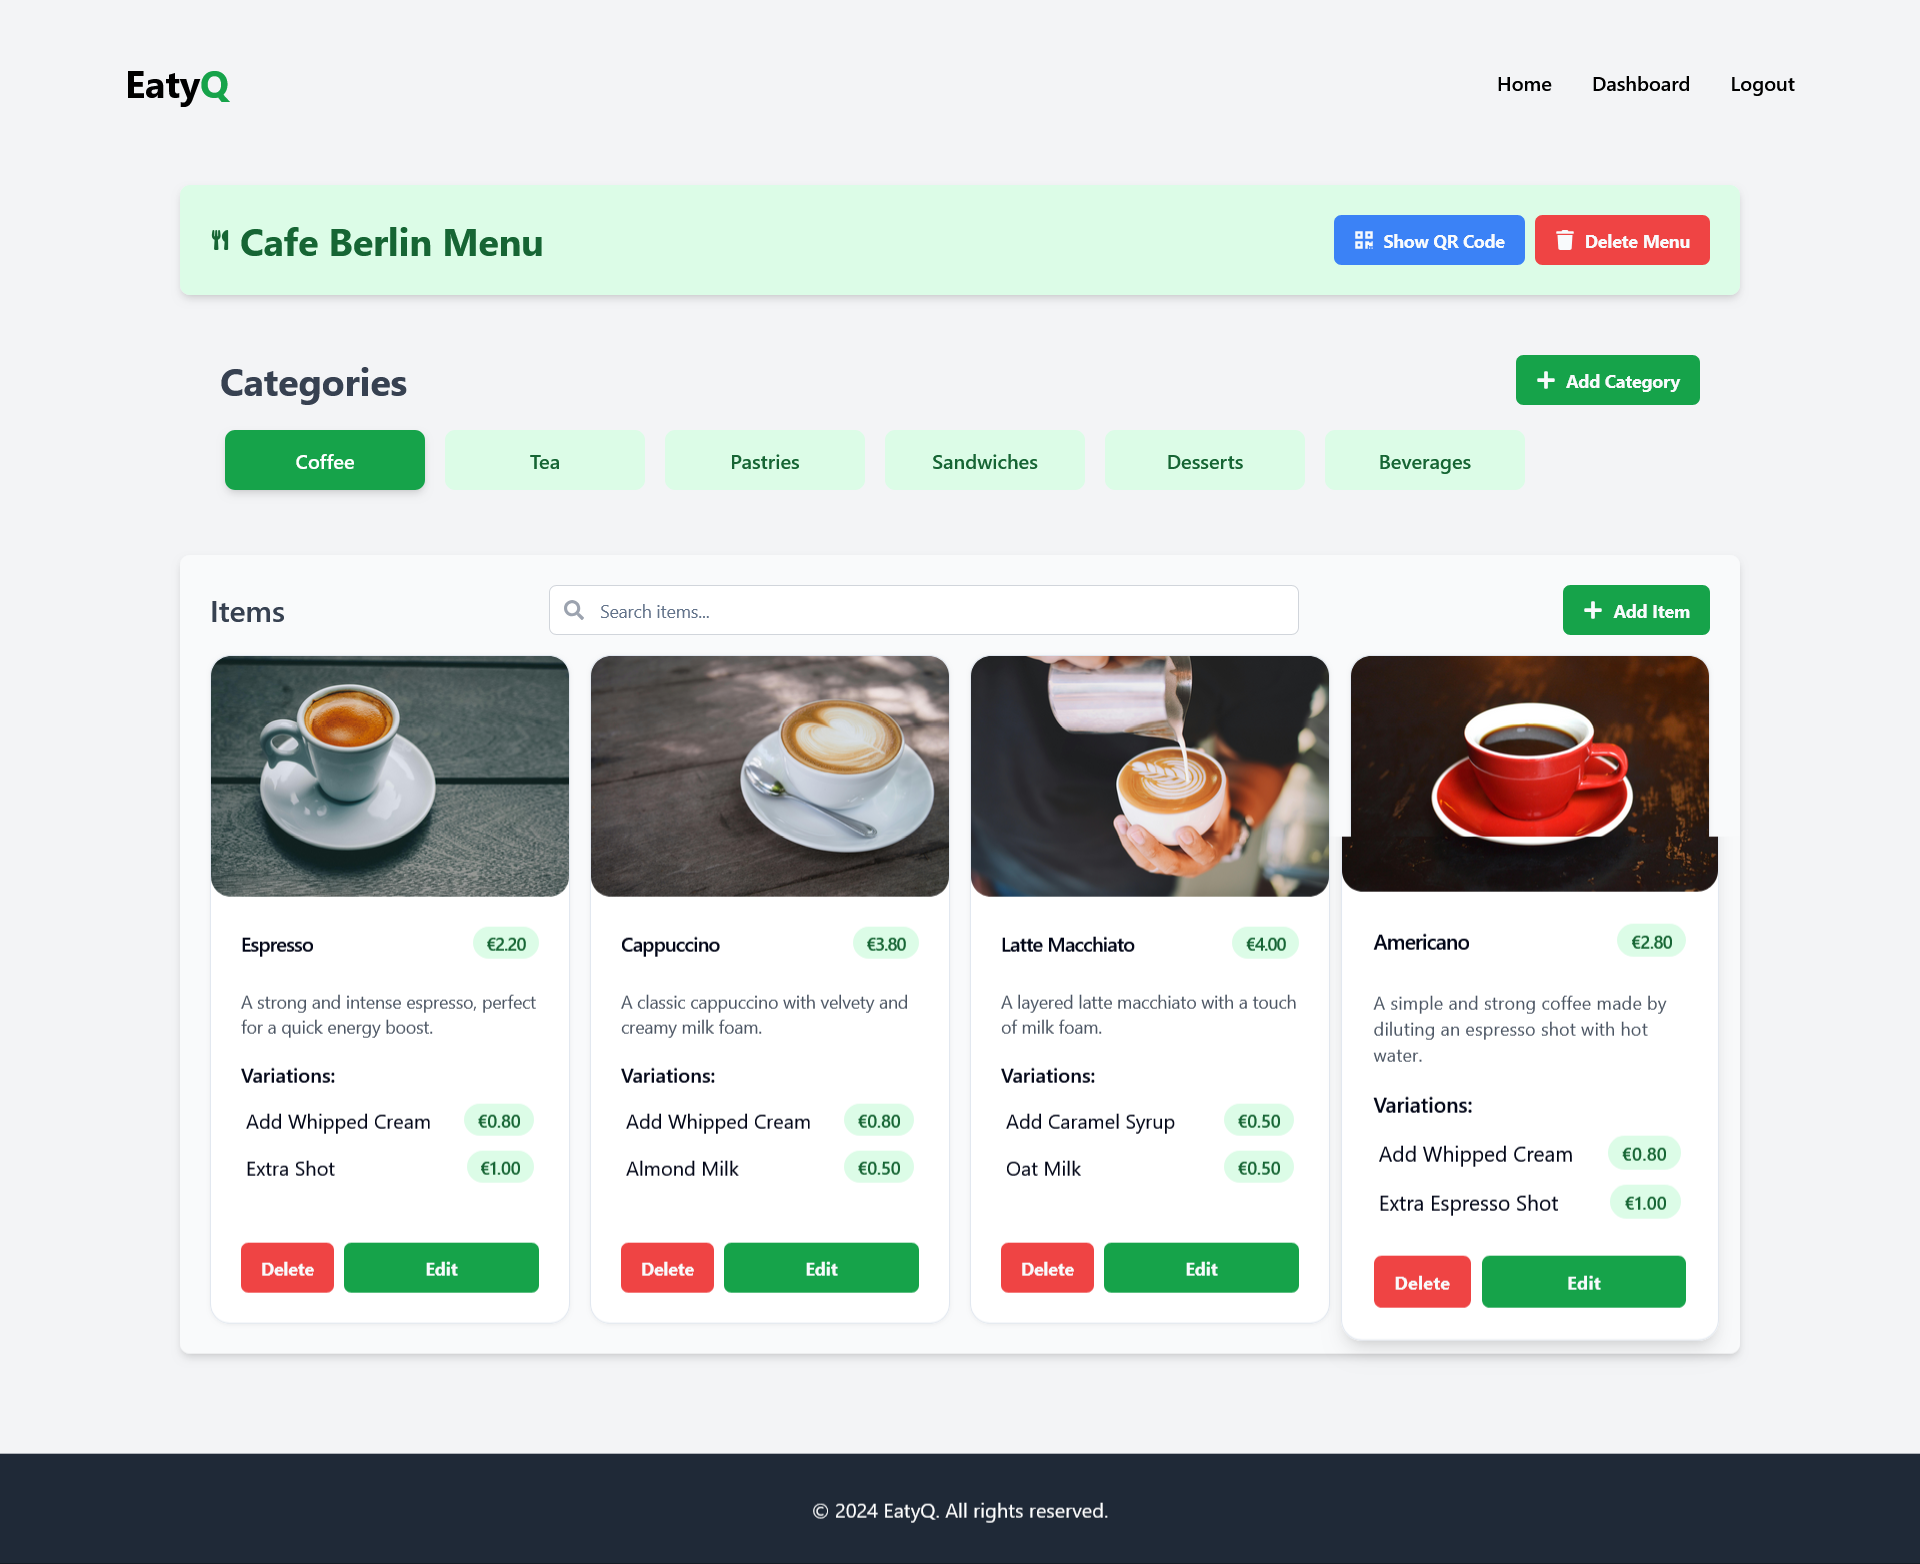 EatyQ
Home
Dashboard
Logout
Cafe Berlin Menu
Show QR Code
Delete Menu
Categories
Add Category
Coffee
Tea
Pastries
Sandwiches
Desserts
Beverages
Items
Search items...
Add Item
Espresso
€2.20
A strong and intense espresso, perfect
for a quick energy boost.
Variations:
Add Whipped Cream
€0.80
Extra Shot
€1.00
Delete
Edit
Cappuccino
€3.80
A classic cappuccino with velvety and
creamy milk foam.
Variations:
Add Whipped Cream
€0.80
Almond Milk
€0.50
Delete
Edit
Latte Macchiato
€4.00
A layered latte macchiato with a touch
of milk foam.
Variations:
Add Caramel Syrup
€0.50
Oat Milk
€0.50
Delete
Edit
Americano
€2.80
A simple and strong coffee made by
diluting an espresso shot with hot
water.
Variations:
Add Whipped Cream
€0.80
Extra Espresso Shot
€1.00
Delete
Edit
© 2024 EatyQ. All rights reserved.